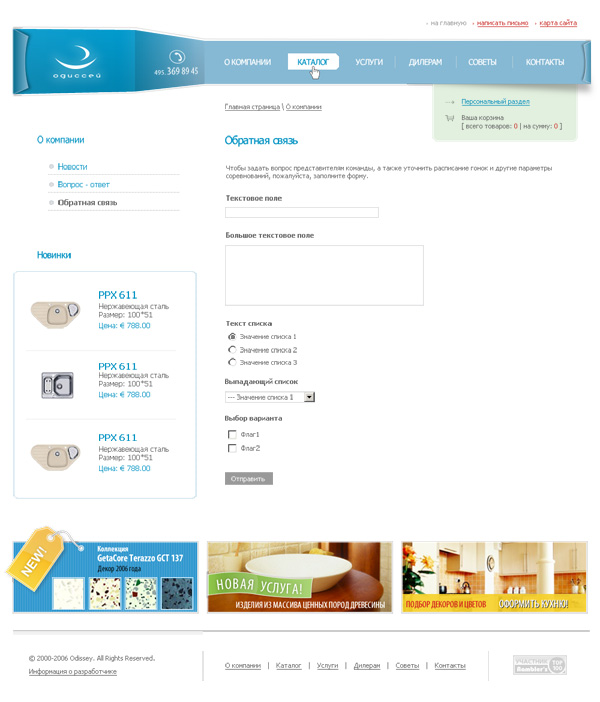 на главную
написать письмо
карта сайта
одиссей
495. 369 89 45
О КОМПАНИИ
КАТАЛОГ
УСЛУГИ
ДИЛЕРАМ
СОВЕТЫ
КОНТАКТЫ
Персональный раздел
Ваша корзина
[ всего товаров: 0 | на сумму: 0 ]
Главная страница \ О компании
О компании
Новости
Вопрос - ответ
Обратная связь
Новинки
PPX 611
Нержавеющая сталь
Размер: 100*51
Цена: € 788.00
PPX 611
Нержавеющая сталь
Размер: 100*51
Цена: € 788.00
PPX 611
Нержавеющая сталь
Размер: 100*51
Цена: € 788.00
Обратная связь
Чтобы задать вопрос представителям команды, а также уточнить расписание гонок и другие параметры
соревнований, пожалуйста, заполните форму.
Текстовое поле
Большое текстовое поле
Текст списка
Значение списка 1
Значение списка 2
Значение списка 3
Выпадающий список
--- Значение списка 1
Выбор варианта
Флаг1
Флаг2
Отправить
NEW!
Коллекция
GetaCore Terazzo GCT 137
Декор 2006 года
НОВАЯ УСЛУГА!
ИЗДЕЛИЯ ИЗ МАССИВА ЦЕННЫХ ПОРОД ДРЕВЕСИНЫ
ПОДБОР ДЕКОРОВ И ЦВЕТОВ
ОФОРМИТЬ КУХНЮ!
© 2000-2006 Odissey. All Rights Reserved.
Информация о разработчике
О компании | Каталог | Услуги | Дилерам | Советы | Контакты
УЧАСТНИК
Rambler's
TOP
100